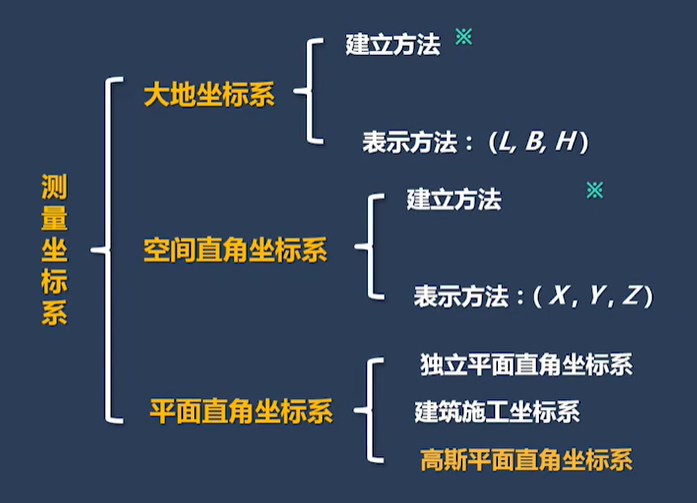 测量坐标系
大地坐标系
建立方法 ※
表示方法：(L, B, H)
空间直角坐标系
建立方法 ※
表示方法：( X , Y , Z )
平面直角坐标系
独立平面直角坐标系
建筑施工坐标系
高斯平面直角坐标系